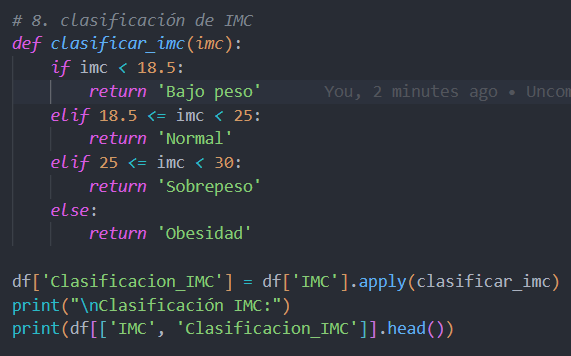 # 8. clasificación de IMC
def clasificar_imc(imc):
    if imc < 18.5:
        return 'Bajo peso'      You, 2 minutes ago • Uncom
    elif 18.5 <= imc < 25:
        return 'Normal'
    elif 25 <= imc < 30:
        return 'Sobrepeso'
    else:
        return 'Obesidad'

df['Clasificacion_IMC'] = df['IMC'].apply(clasificar_imc)
print("\nClasificación IMC:")
print(df[['IMC', 'Clasificacion_IMC']].head())